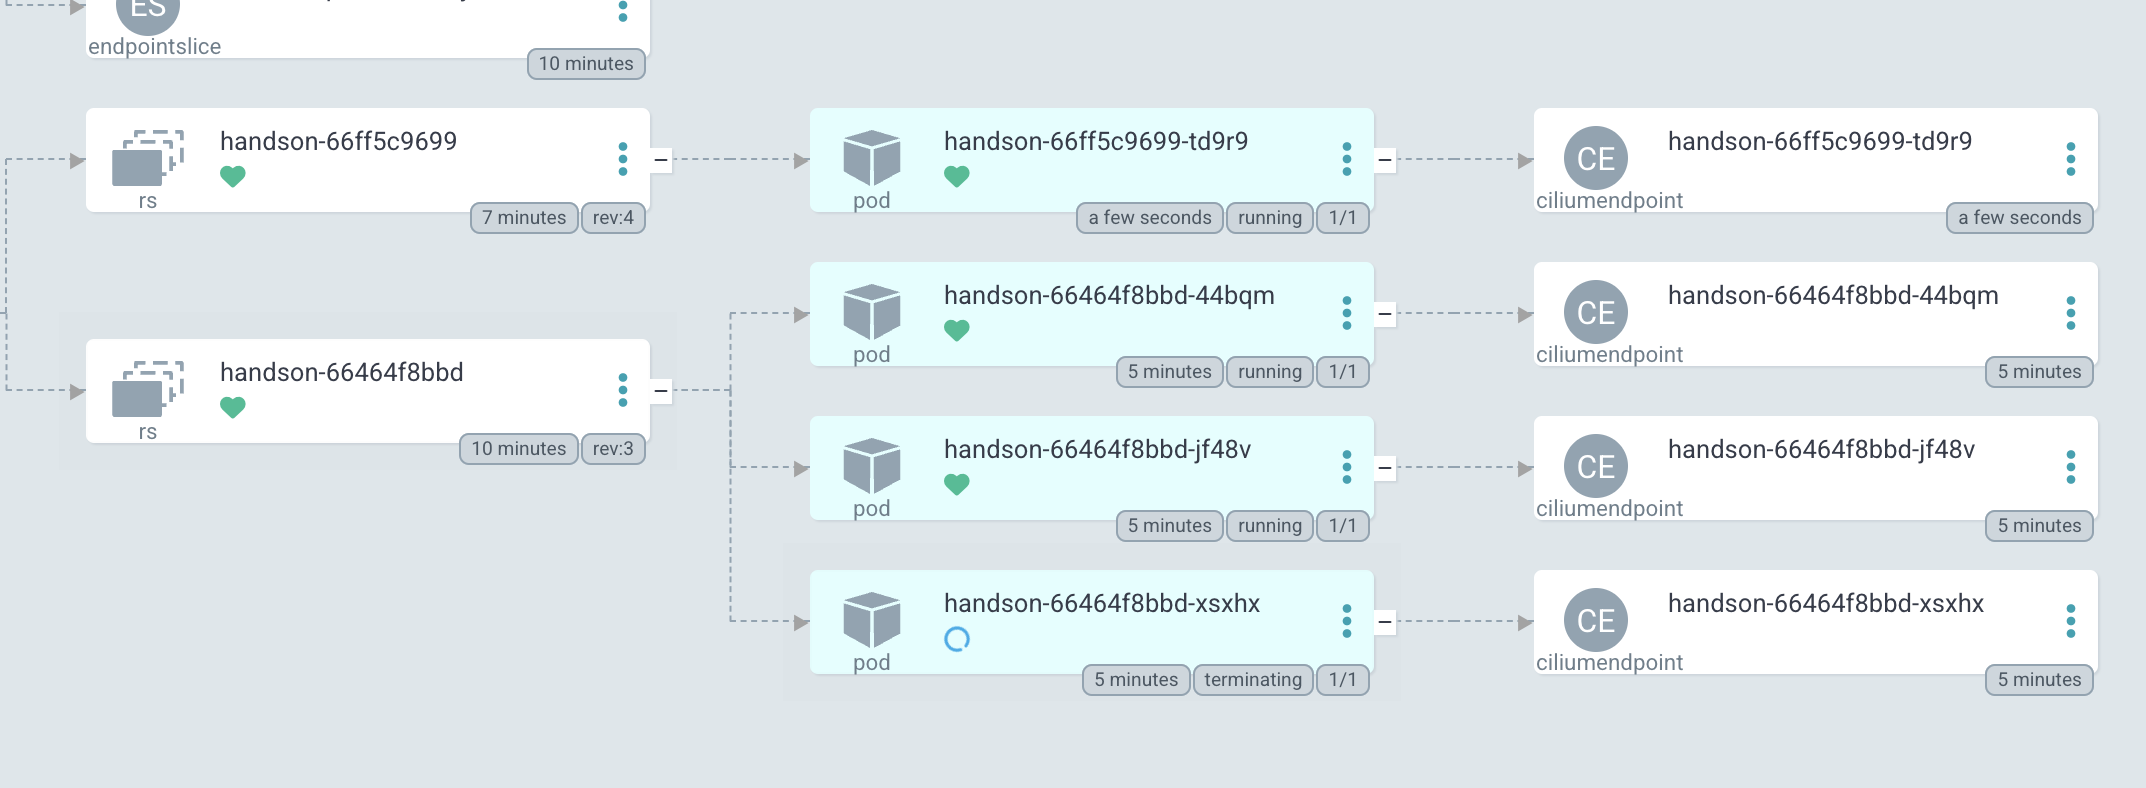 ES
endpointslice
10 minutes
handson-66ff5c9699
rs
7 minutes
rev:4
handson-66ff5c9699-td9r9
pod
a few seconds
running
1/1
CE
handson-66ff5c9699-td9r9
ciliumendpoint
a few seconds
handson-66464f8bbd-44bqm
pod
5 minutes
running
1/1
CE
handson-66464f8bbd-44bqm
ciliumendpoint
5 minutes
handson-66464f8bbd
rs
10 minutes
rev:3
handson-66464f8bbd-jf48v
pod
5 minutes
running
1/1
CE
handson-66464f8bbd-jf48v
ciliumendpoint
5 minutes
handson-66464f8bbd-xsxhx
pod
5 minutes
terminating
1/1
CE
handson-66464f8bbd-xsxhx
ciliumendpoint
5 minutes